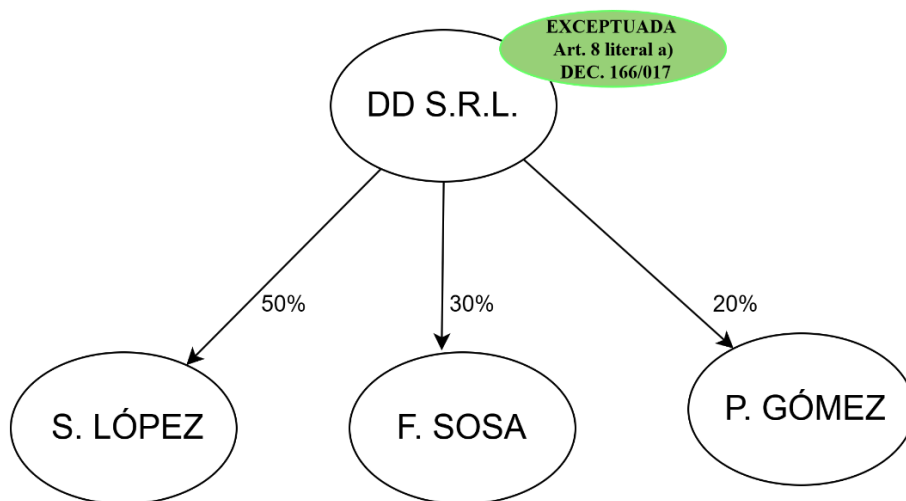 EXCEPTUADA
Art. 8 literal a)
DEC. 166/017
DD S.R.L.
50%
30%
20%
S. LÓPEZ
F. SOSA
P. GÓMEZ